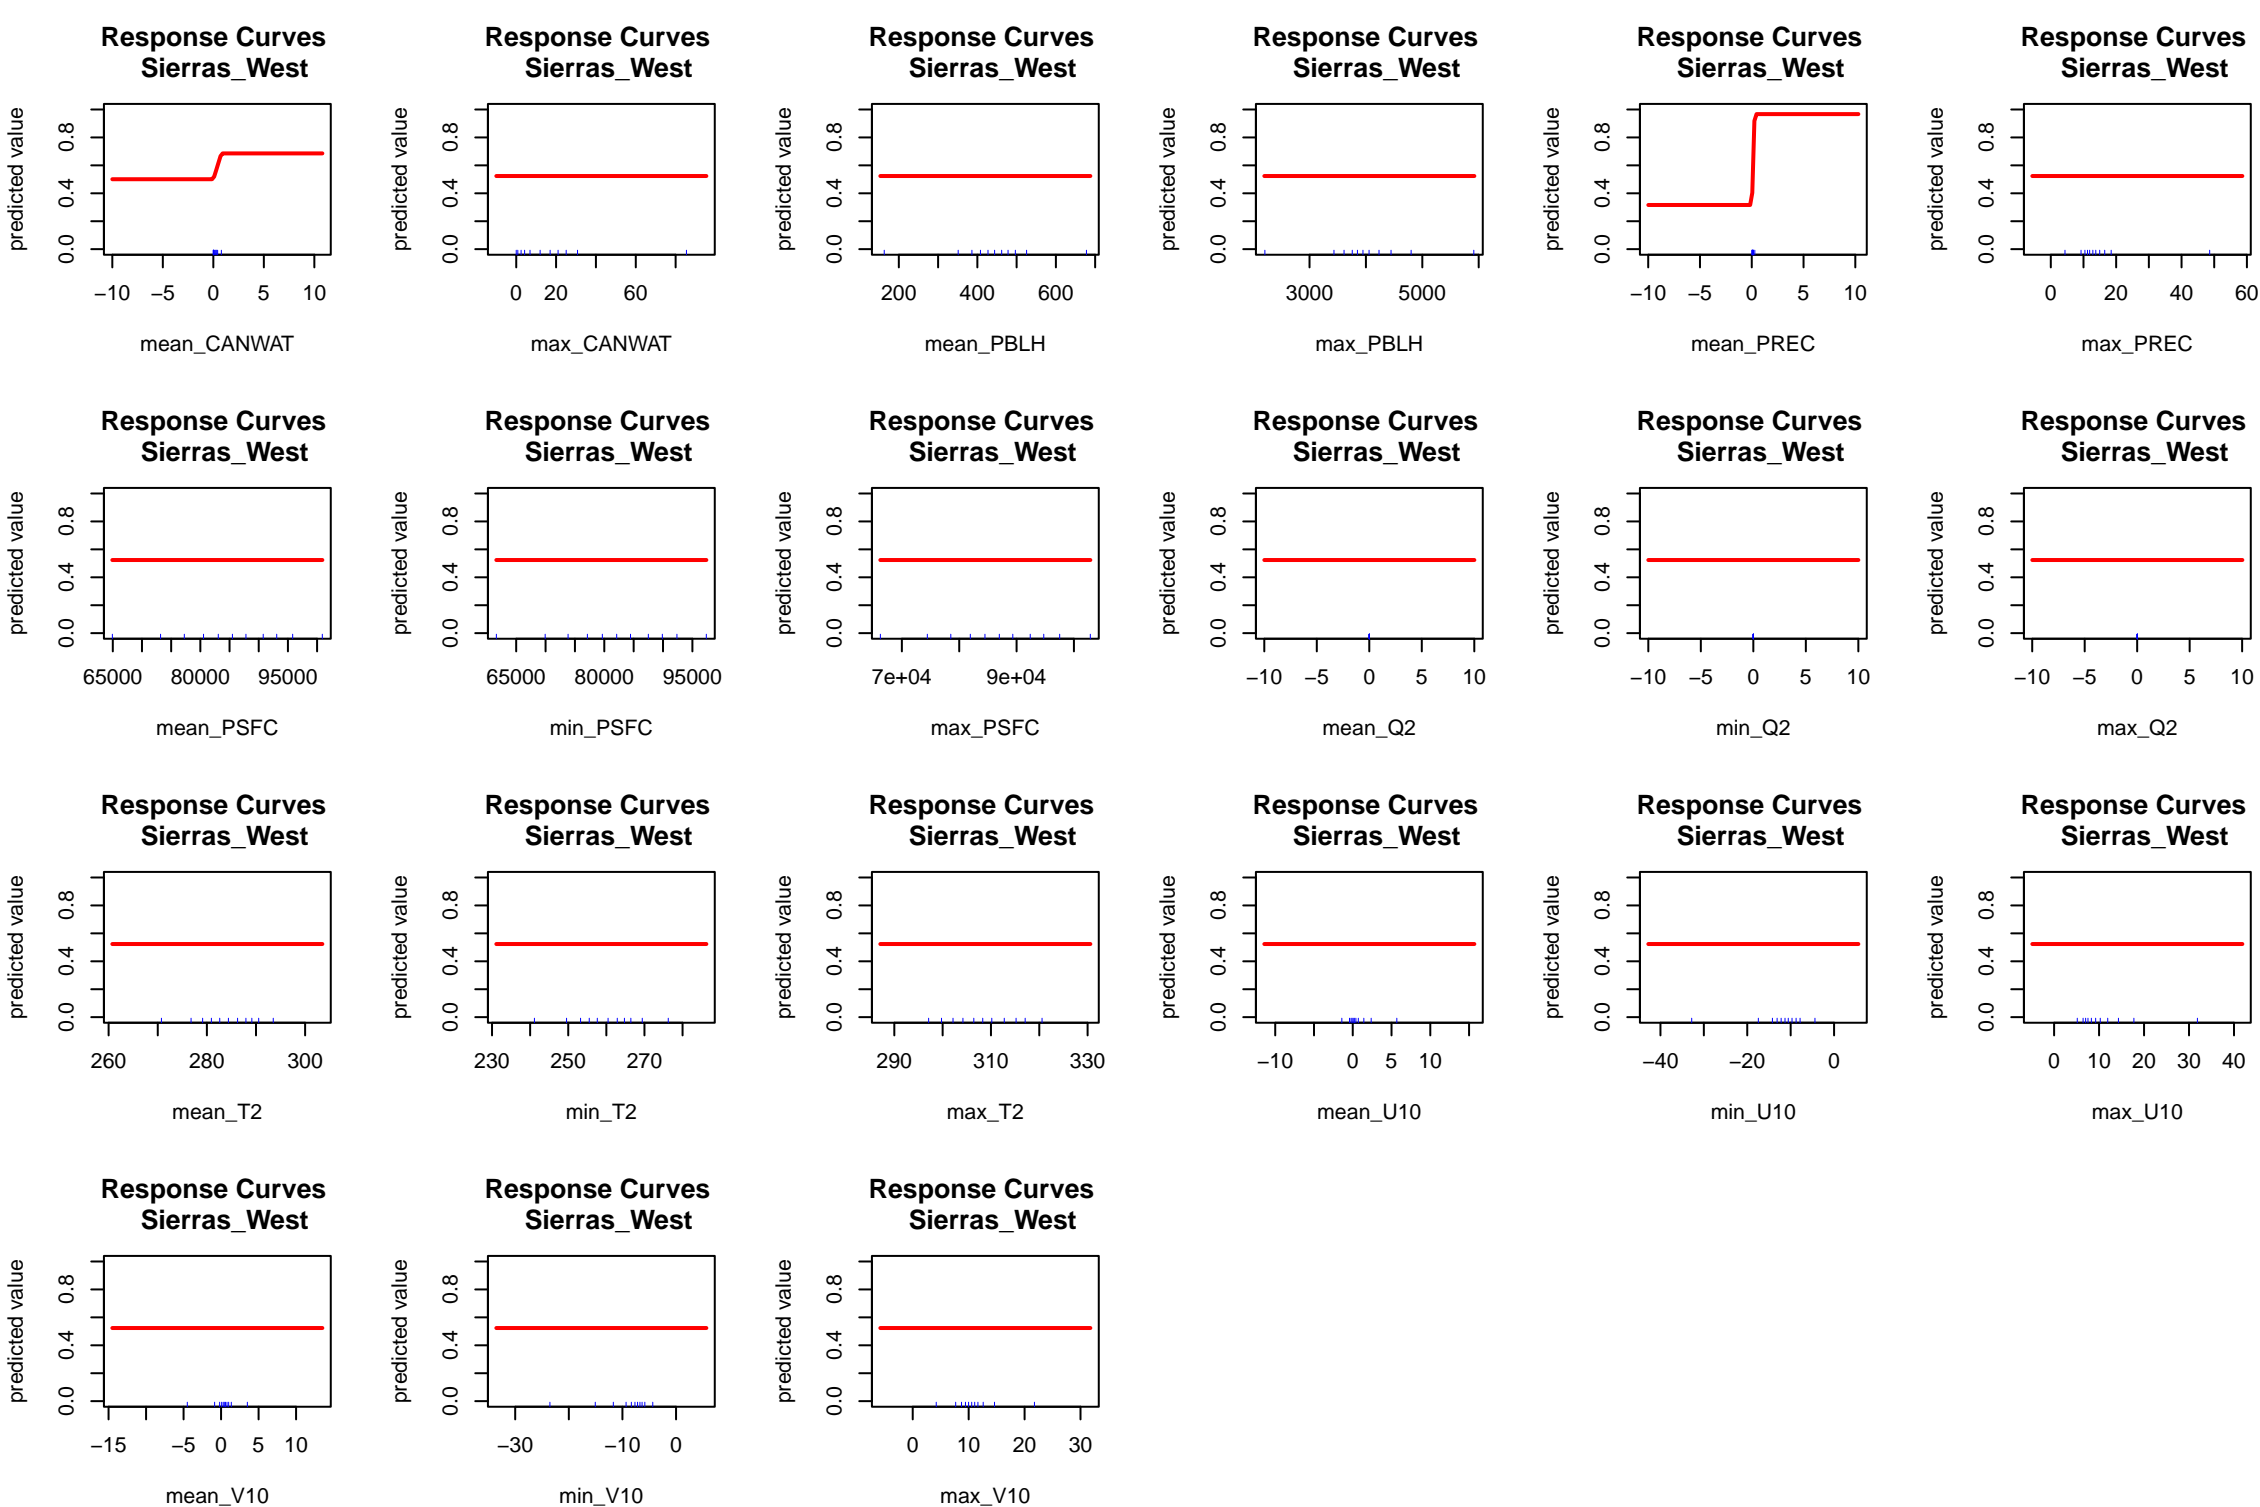 Response Curves Sierras_West
predicted value
0.0 0.4 0.8
−10 −5 0 5 10
mean_CANWAT
Response Curves Sierras_West
predicted value
0.0 0.4 0.8
0 20 60
max_CANWAT
Response Curves Sierras_West
predicted value
0.0 0.4 0.8
200 400 600
mean_PBLH
Response Curves Sierras_West
predicted value
0.0 0.4 0.8
3000 5000
max_PBLH
Response Curves Sierras_West
predicted value
0.0 0.4 0.8
−10 −5 0 5 10
mean_PREC
Response Curves Sierras_West
predicted value
0.0 0.4 0.8
0 20 40 60
max_PREC
Response Curves Sierras_West
predicted value
0.0 0.4 0.8
65000 80000 95000
mean_PSFC
Response Curves Sierras_West
predicted value
0.0 0.4 0.8
65000 80000 95000
min_PSFC
Response Curves Sierras_West
predicted value
0.0 0.4 0.8
7e+04 9e+04
max_PSFC
Response Curves Sierras_West
predicted value
0.0 0.4 0.8
−10 −5 0 5 10
mean_Q2
Response Curves Sierras_West
predicted value
0.0 0.4 0.8
−10 −5 0 5 10
min_Q2
Response Curves Sierras_West
predicted value
0.0 0.4 0.8
−10 −5 0 5 10
max_Q2
Response Curves Sierras_West
predicted value
0.0 0.4 0.8
260 280 300
mean_T2
Response Curves Sierras_West
predicted value
0.0 0.4 0.8
230 250 270
min_T2
Response Curves Sierras_West
predicted value
0.0 0.4 0.8
290 310 330
max_T2
Response Curves Sierras_West
predicted value
0.0 0.4 0.8
−10 0 5 10
mean_U10
Response Curves Sierras_West
predicted value
0.0 0.4 0.8
−40 −20 0
min_U10
Response Curves Sierras_West
predicted value
0.0 0.4 0.8
0 10 20 30 40
max_U10
Response Curves Sierras_West
predicted value
0.0 0.4 0.8
−15 −5 0 5 10
mean_V10
Response Curves Sierras_West
predicted value
0.0 0.4 0.8
−30 −10 0
min_V10
Response Curves Sierras_West
predicted value
0.0 0.4 0.8
0 10 20 30
max_V10